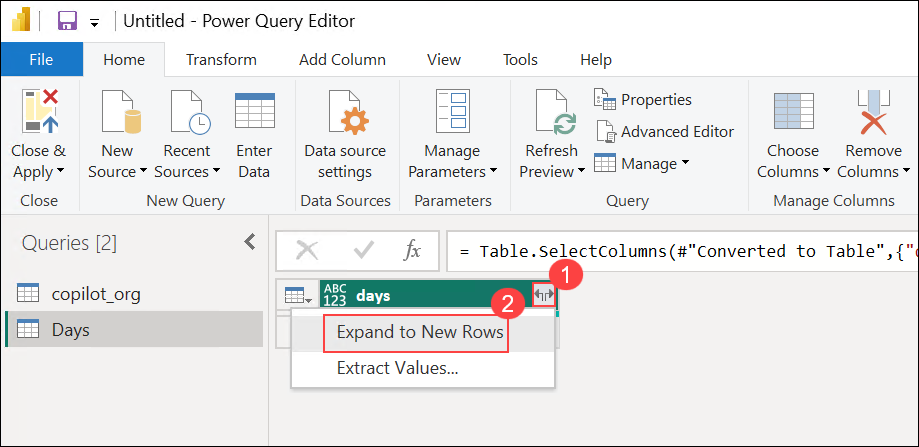 Untitled - Power Query Editor
File Home Transform Add Column View Tools Help
Close & Apply
New Source
Recent Sources
Enter Data
Data source settings
Manage Parameters
Refresh Preview
Properties
Advanced Editor
Manage
Choose Columns
Remove Columns
Close New Query Data Sources Parameters Query Manage Columns
Queries [2]
copilot_org
Days
fx
= Table.SelectColumns(#"Converted to Table",{"
1
ABC
123
days
2
Expand to New Rows
Extract Values...